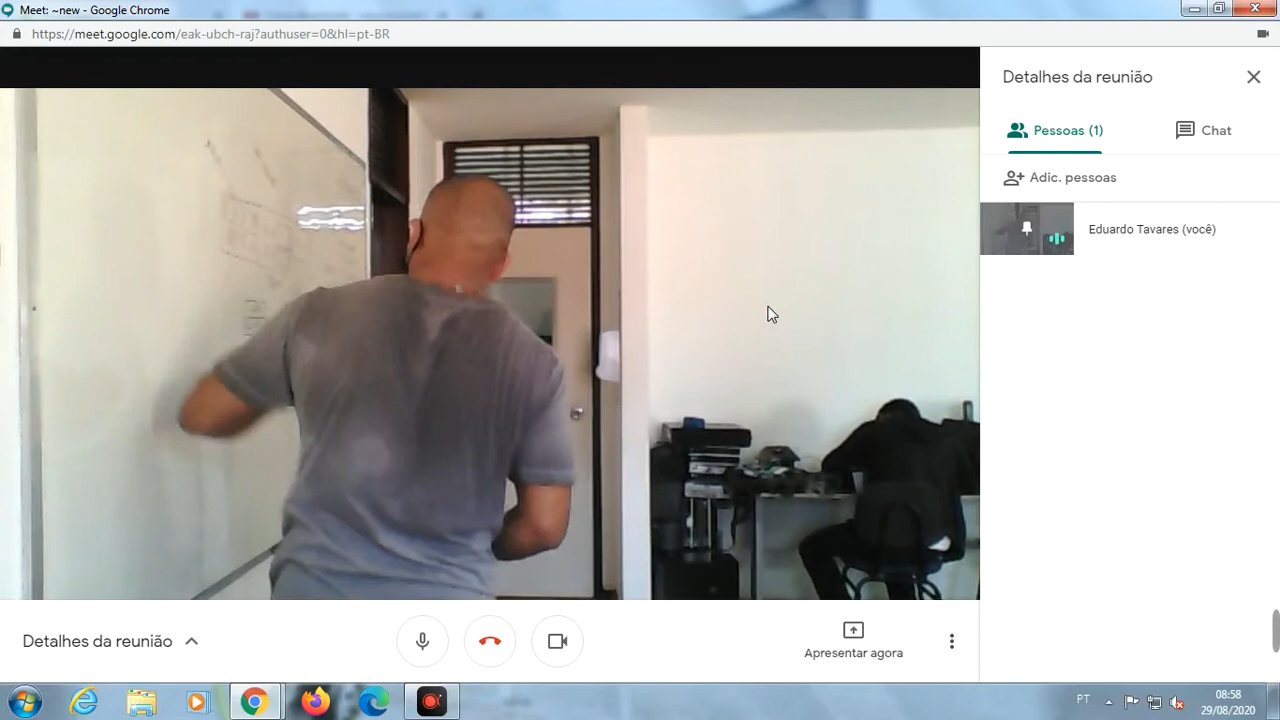 Meet: ~new - Google Chrome
https://meet.google.com/eak-ubch-raj?authuser=0&hl=pt-BR
Detalhes da reunião
Pessoas (1)
Chat
Adic. pessoas
Eduardo Tavares (você)
Detalhes da reunião
Apresentar agora
PT
08:58
29/08/2020